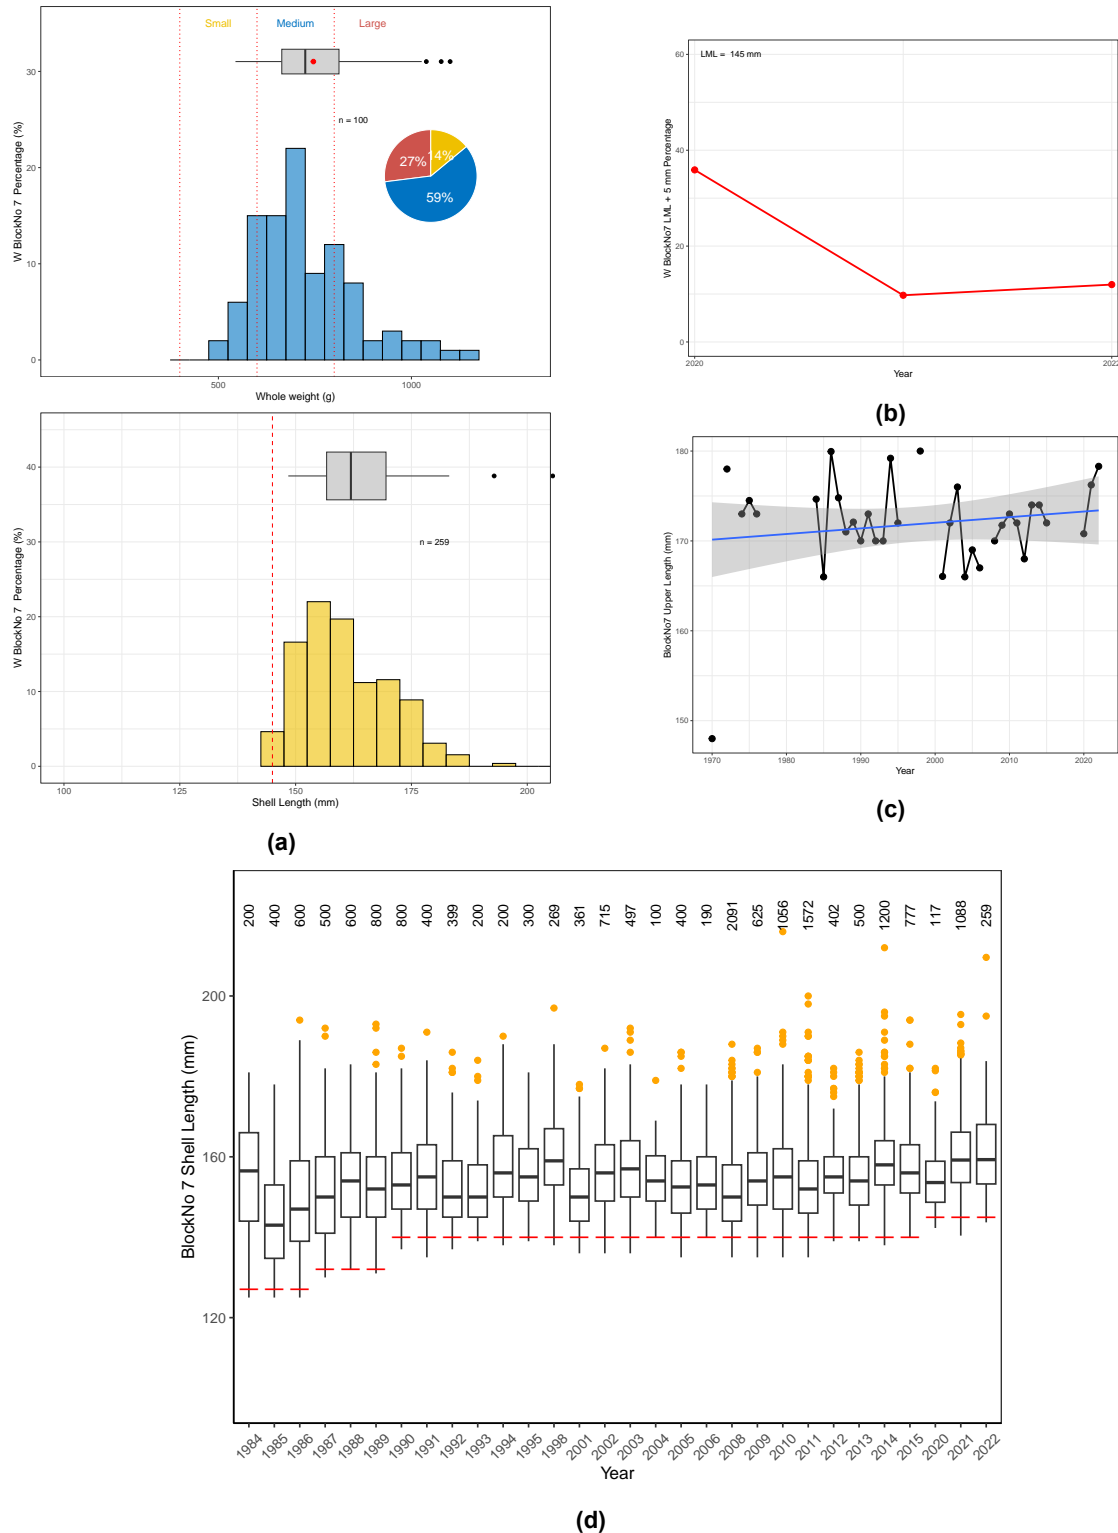 Small Medium Large
n = 100
14%
27%
59%
W BlockNo 7  Percentage (%)
30
20
10
0
500 1000
Whole weight (g)
40
30
20
10
0
n = 259
W BlockNo 7  Percentage (%)
100 125 150 175 200
Shell Length (mm)
(a)
LML =  145 mm
W BlockNo7 LML + 5 mm Percentage
60
40
20
0
2020 2022
Year
(b)
BlockNo7 Upper Length (mm)
180
170
160
150
1970 1980 1990 2000 2010 2020
Year
(c)
200 400 600 500 600 800 800 400 399 200 200 300 269 361 715 497 100 400 190 2091 625 1056 1572 402 500 1200 777 117 1088 259
BlockNo 7 Shell Length (mm)
200
160
120
1984 1985 1986 1987 1988 1989 1990 1991 1992 1993 1994 1995 1998 2001 2002 2003 2004 2005 2006 2008 2009 2010 2011 2012 2013 2014 2015 2020 2021 2022
Year
(d)